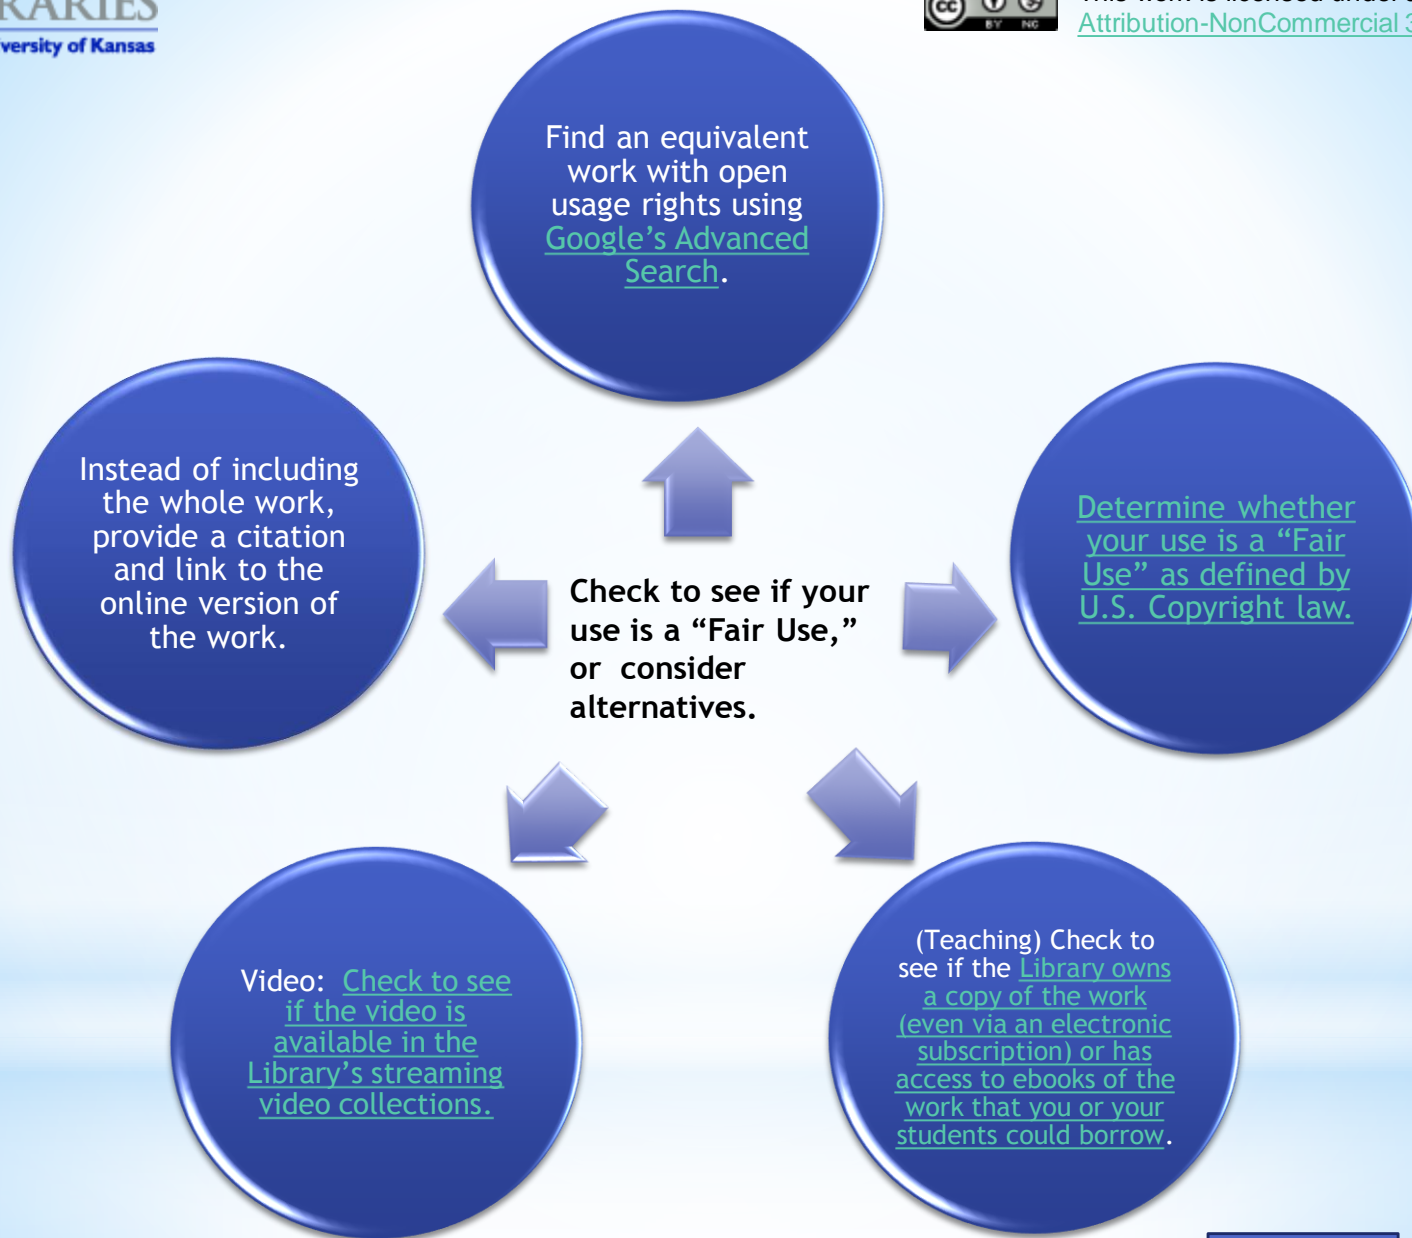 University of Kansas
BY NC
Attribution-NonCommercial 3
Find an equivalent
work with open
usage rights using
Google’s Advanced
Search.
Instead of including
the whole work,
provide a citation
and link to the
online version of
the work.
Check to see if your
use is a “Fair Use,”
or consider
alternatives.
Determine whether
your use is a “Fair
Use” as defined by
U.S. Copyright law.
Video: Check to see
if the video is
available in the
Library’s streaming
video collections.
(Teaching) Check to
see if the Library owns
a copy of the work
(even via an electronic
subscription) or has
access to ebooks of the
work that you or your
students could borrow.